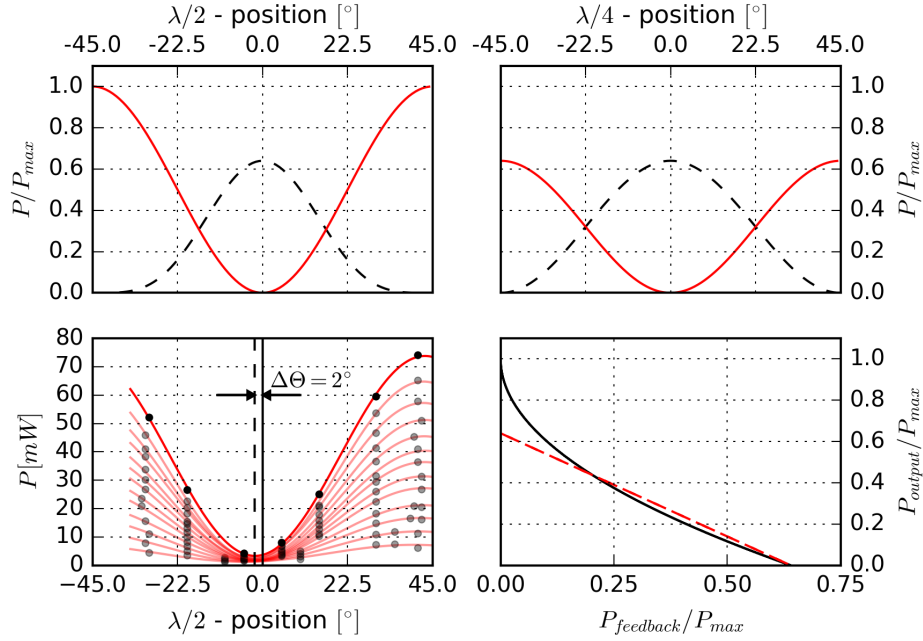 λ/2 - position [°]
-45.0 -22.5 0.0 22.5 45.0
1.0
0.8
0.6
0.4
0.2
0.0
P/P_max
λ/4 - position [°]
-45.0 -22.5 0.0 22.5 45.0
1.0
0.8
0.6
0.4
0.2
0.0
P/P_max
80
70
60
50
40
30
20
10
0
P[mW]
ΔΘ = 2°
−45.0 -22.5 0.0 22.5 45.0
λ/2 - position [°]
1.0
0.8
0.6
0.4
0.2
0.0
P_output/P_max
0.00 0.25 0.50 0.75
P_feedback/P_max